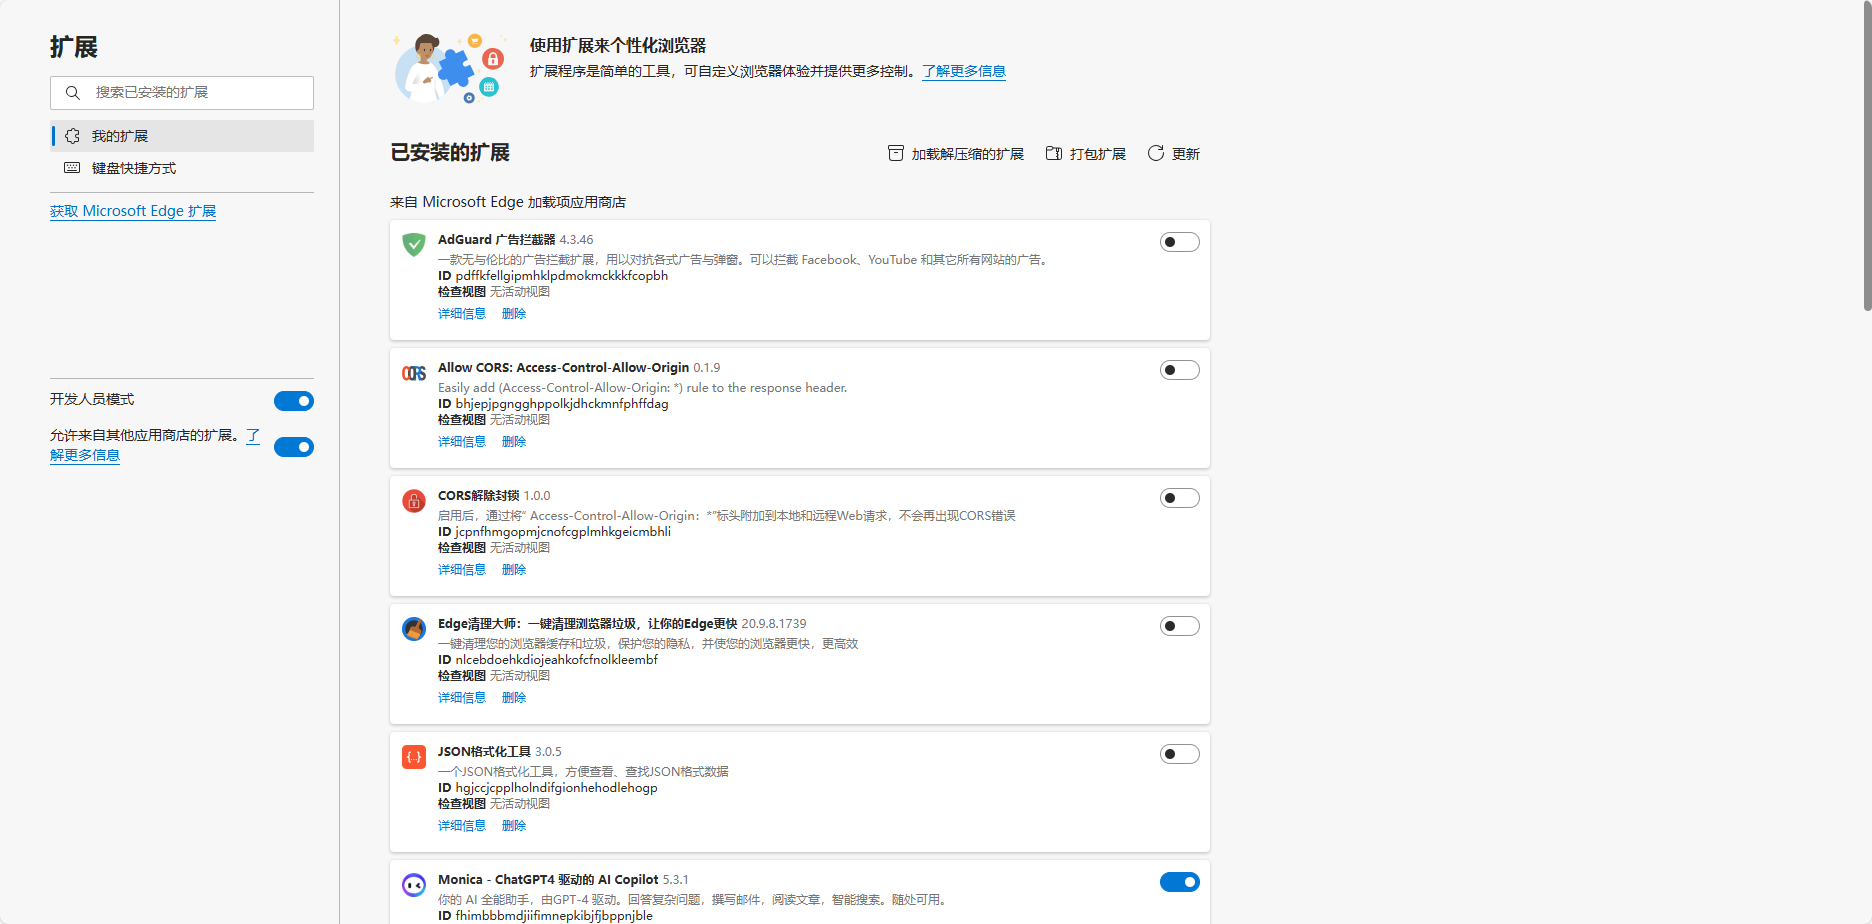 扩展
搜索已安装的扩展
我的扩展
键盘快捷方式
获取 Microsoft Edge 扩展
开发人员模式
允许来自其他应用商店的扩展。了
解更多信息
使用扩展来个性化浏览器
扩展程序是简单的工具，可自定义浏览器体验并提供更多控制。了解更多信息
已安装的扩展
加载解压缩的扩展
打包扩展
更新
来自 Microsoft Edge 加载项应用商店
AdGuard 广告拦截器 4.3.46
一款无与伦比的广告拦截扩展，用以对抗各式广告与弹窗。可以拦截 Facebook、YouTube 和其它所有网站的广告。
ID pdffkfellgipmhklpdmokmckkkfcopbh
检查视图 无活动视图
详细信息 删除
CORS
Allow CORS: Access-Control-Allow-Origin 0.1.9
Easily add (Access-Control-Allow-Origin: *) rule to the response header.
ID bhjepjpgngghppolkjdhckmnfphffdag
检查视图 无活动视图
详细信息 删除
CORS解除封锁 1.0.0
启用后，通过将“ Access-Control-Allow-Origin：*”标头附加到本地和远程Web请求，不会再出现CORS错误
ID jcpnfhmgopmjcnofcgplmhkgeicmbhli
检查视图 无活动视图
详细信息 删除
Edge清理大师：一键清理浏览器垃圾，让你的Edge更快 20.9.8.1739
一键清理您的浏览器缓存和垃圾，保护您的隐私，并使您的浏览器更快，更高效
ID nlcebdoehkdiojeahkofcfnolkleembf
检查视图 无活动视图
详细信息 删除
{..}
JSON格式化工具 3.0.5
一个JSON格式化工具，方便查看、查找JSON格式数据
ID hgjccjcpplholndifgionhehodlehogp
检查视图 无活动视图
详细信息 删除
Monica - ChatGPT4 驱动的 AI Copilot 5.3.1
你的 AI 全能助手，由GPT-4 驱动。回答复杂问题，撰写邮件，阅读文章，智能搜索。随处可用。
ID fhimbbbmdjiifimnepkibjfjbppnjble